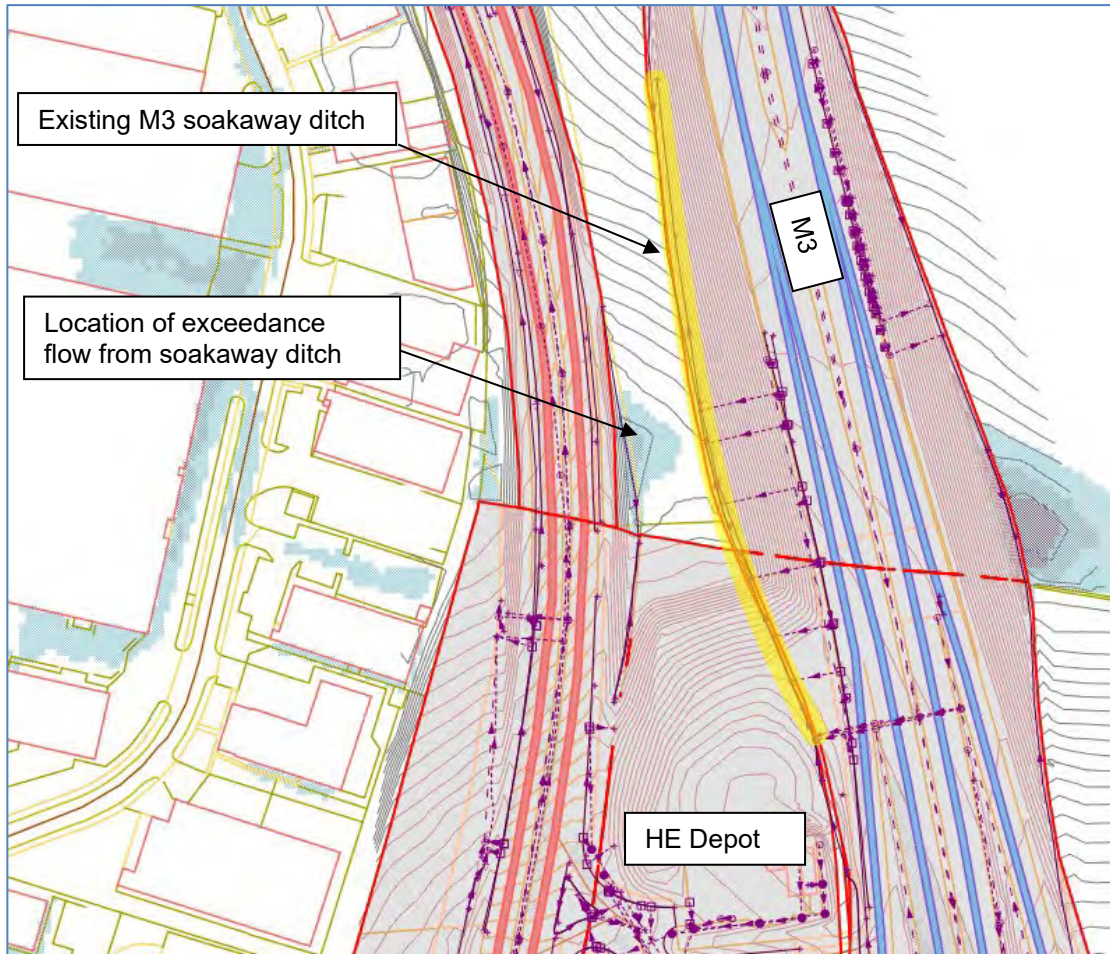 Existing M3 soakaway ditch
M3
Location of exceedance
flow from soakaway ditch
HE Depot